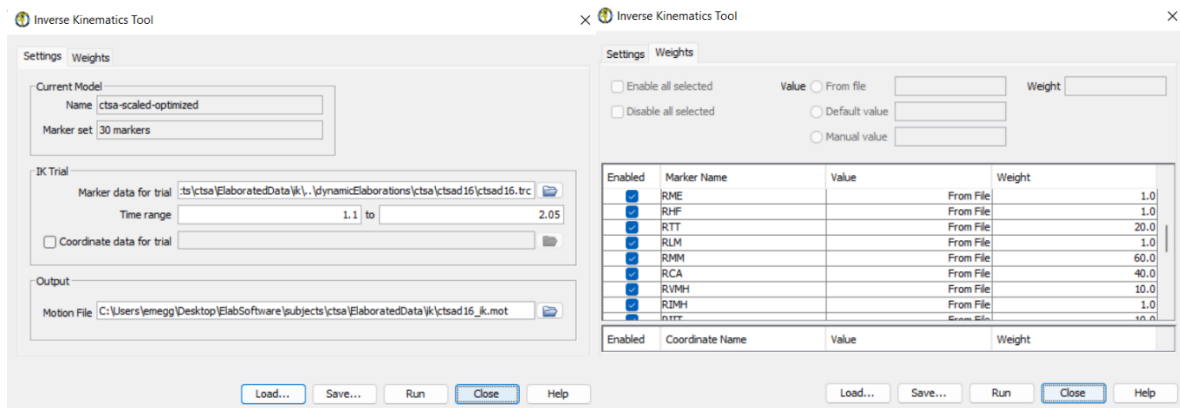 Inverse Kinematics Tool
Settings Weights
Current Model
Name ctsa-scaled-optimized
Marker set 30 markers
IK Trial
Marker data for trial :ts\ctsa\ElaboratedData\ik\..\dynamicElaborations\ctsa\ctsad16\ctsad16.trc
Time range 1.1 to 2.05
Coordinate data for trial
Output
Motion File C:\Users\emegg\Desktop\ElabSoftware\subjects\ctsa\ElaboratedData\ik\ctsad16_ik.mot
Load... Save... Run Close Help
Inverse Kinematics Tool
Settings Weights
Enable all selected Value From file Weight
Disable all selected Default value
Manual value
Enabled Marker Name Value Weight
RME From File 1.0
RHF From File 1.0
RTT From File 20.0
RLM From File 1.0
RMM From File 60.0
RCA From File 40.0
RVMH From File 10.0
RIMH From File 1.0
From File 10.0
Enabled Coordinate Name Value Weight
Load... Save... Run Close Help